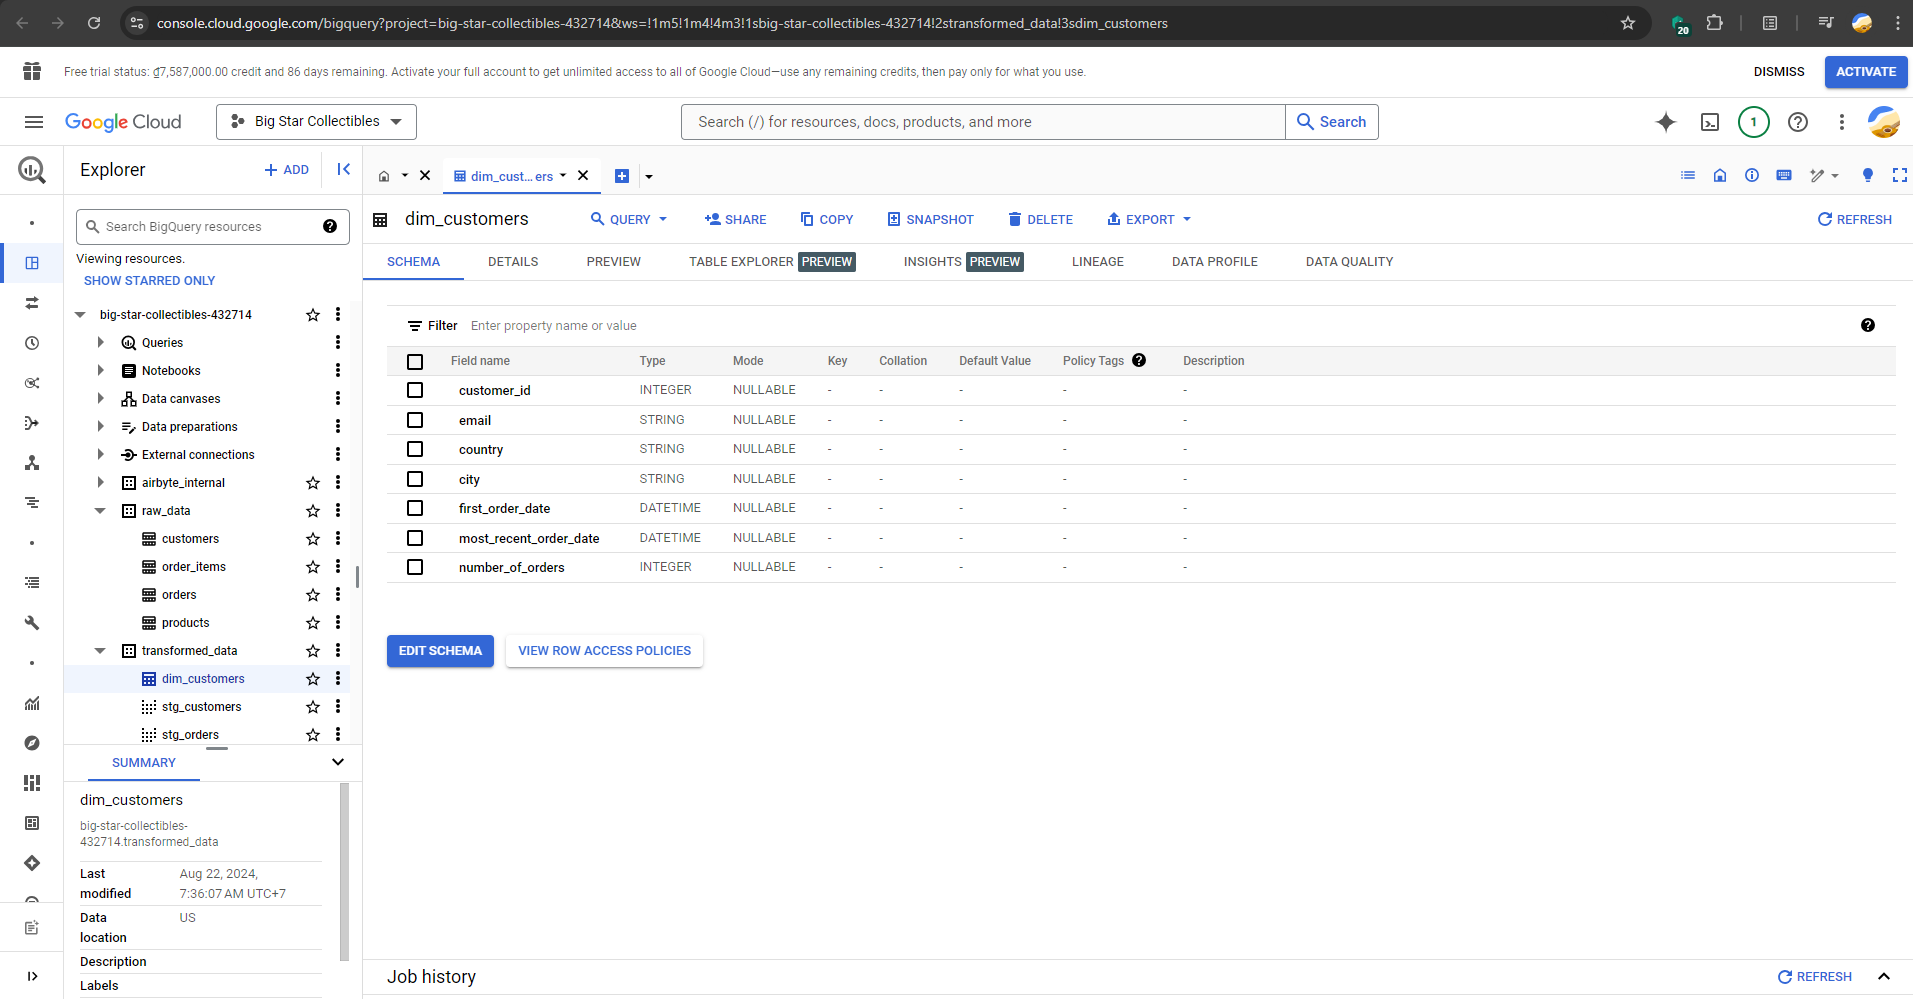 console.cloud.google.com/bigquery?project=big-star-collectibles-432714&ws=!1m5!1m4!4m3!1sbig-star-collectibles-432714!2stransformed_data!3sdim_customers
20
Free trial status: ₫7,587,000.00 credit and 86 days remaining. Activate your full account to get unlimited access to all of Google Cloud—use any remaining credits, then pay only for what you use.
DISMISS
ACTIVATE
Google Cloud
Big Star Collectibles
Search (/) for resources, docs, products, and more
Search
1
Explorer
+ ADD
dim_cust... ers
Search BigQuery resources
Viewing resources.
SHOW STARRED ONLY
big-star-collectibles-432714
Queries
Notebooks
Data canvases
Data preparations
External connections
airbyte_internal
raw_data
customers
order_items
orders
products
transformed_data
dim_customers
stg_customers
stg_orders
SUMMARY
dim_customers
big-star-collectibles-
432714.transformed_data
Last modified Aug 22, 2024, 7:36:07 AM UTC+7
Data location US
Description
Labels
dim_customers
QUERY SHARE COPY SNAPSHOT DELETE EXPORT REFRESH
SCHEMA DETAILS PREVIEW TABLE EXPLORER PREVIEW INSIGHTS PREVIEW LINEAGE DATA PROFILE DATA QUALITY
Filter Enter property name or value
Field name Type Mode Key Collation Default Value Policy Tags Description
customer_id INTEGER NULLABLE - - - - -
email STRING NULLABLE - - - - -
country STRING NULLABLE - - - - -
city STRING NULLABLE - - - - -
first_order_date DATETIME NULLABLE - - - - -
most_recent_order_date DATETIME NULLABLE - - - - -
number_of_orders INTEGER NULLABLE - - - - -
EDIT SCHEMA VIEW ROW ACCESS POLICIES
Job history REFRESH